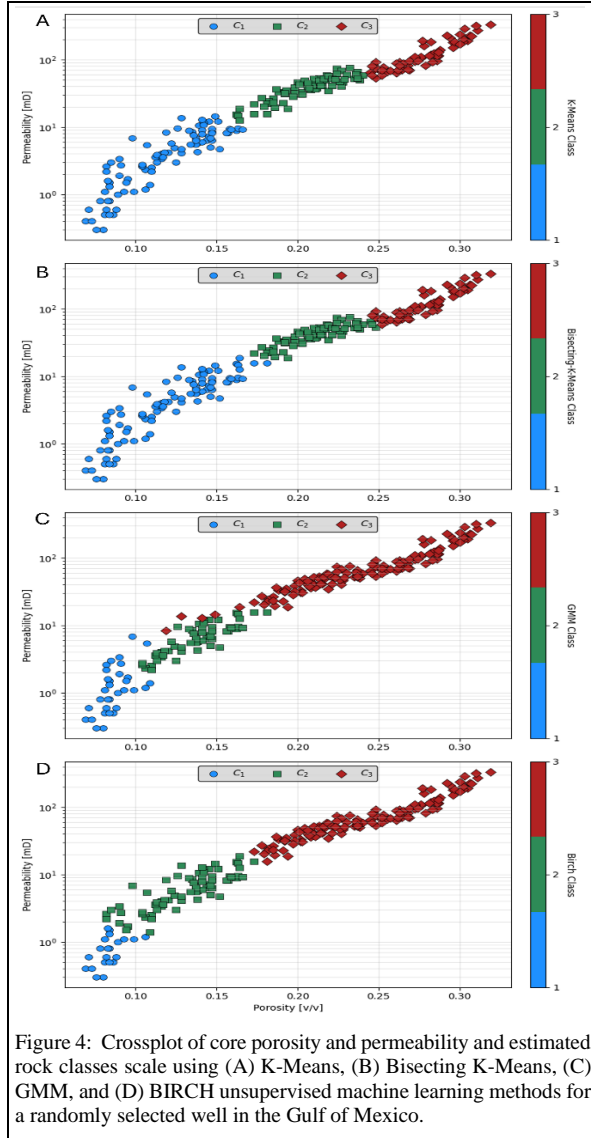 A
C₁ C₂ C₃
Permeability [mD]
10²
10¹
10⁰
0.10 0.15 0.20 0.25 0.30
3
2
1
K-Means Class
B
C₁ C₂ C₃
Permeability [mD]
10²
10¹
10⁰
0.10 0.15 0.20 0.25 0.30
3
2
1
Bisecting-K-Means Class
C
C₁ C₂ C₃
Permeability [mD]
10²
10¹
10⁰
0.10 0.15 0.20 0.25 0.30
3
2
1
GMM Class
D
C₁ C₂ C₃
Permeability [mD]
10²
10¹
10⁰
0.10 0.15 0.20 0.25 0.30
Porosity [v/v]
3
2
1
Birch Class
Figure 4: Crossplot of core porosity and permeability and estimated
rock classes scale using (A) K-Means, (B) Bisecting K-Means, (C)
GMM, and (D) BIRCH unsupervised machine learning methods for
a randomly selected well in the Gulf of Mexico.